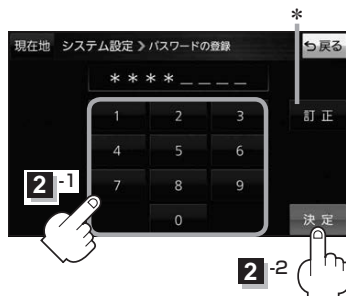 *
現在地 システム設定 ❯ パスワードの登録 戻る
* * * * _ _ _ _
1 2 3 訂 正
4 5 6
2 -1
7 8 9
0 決 定
2 -2